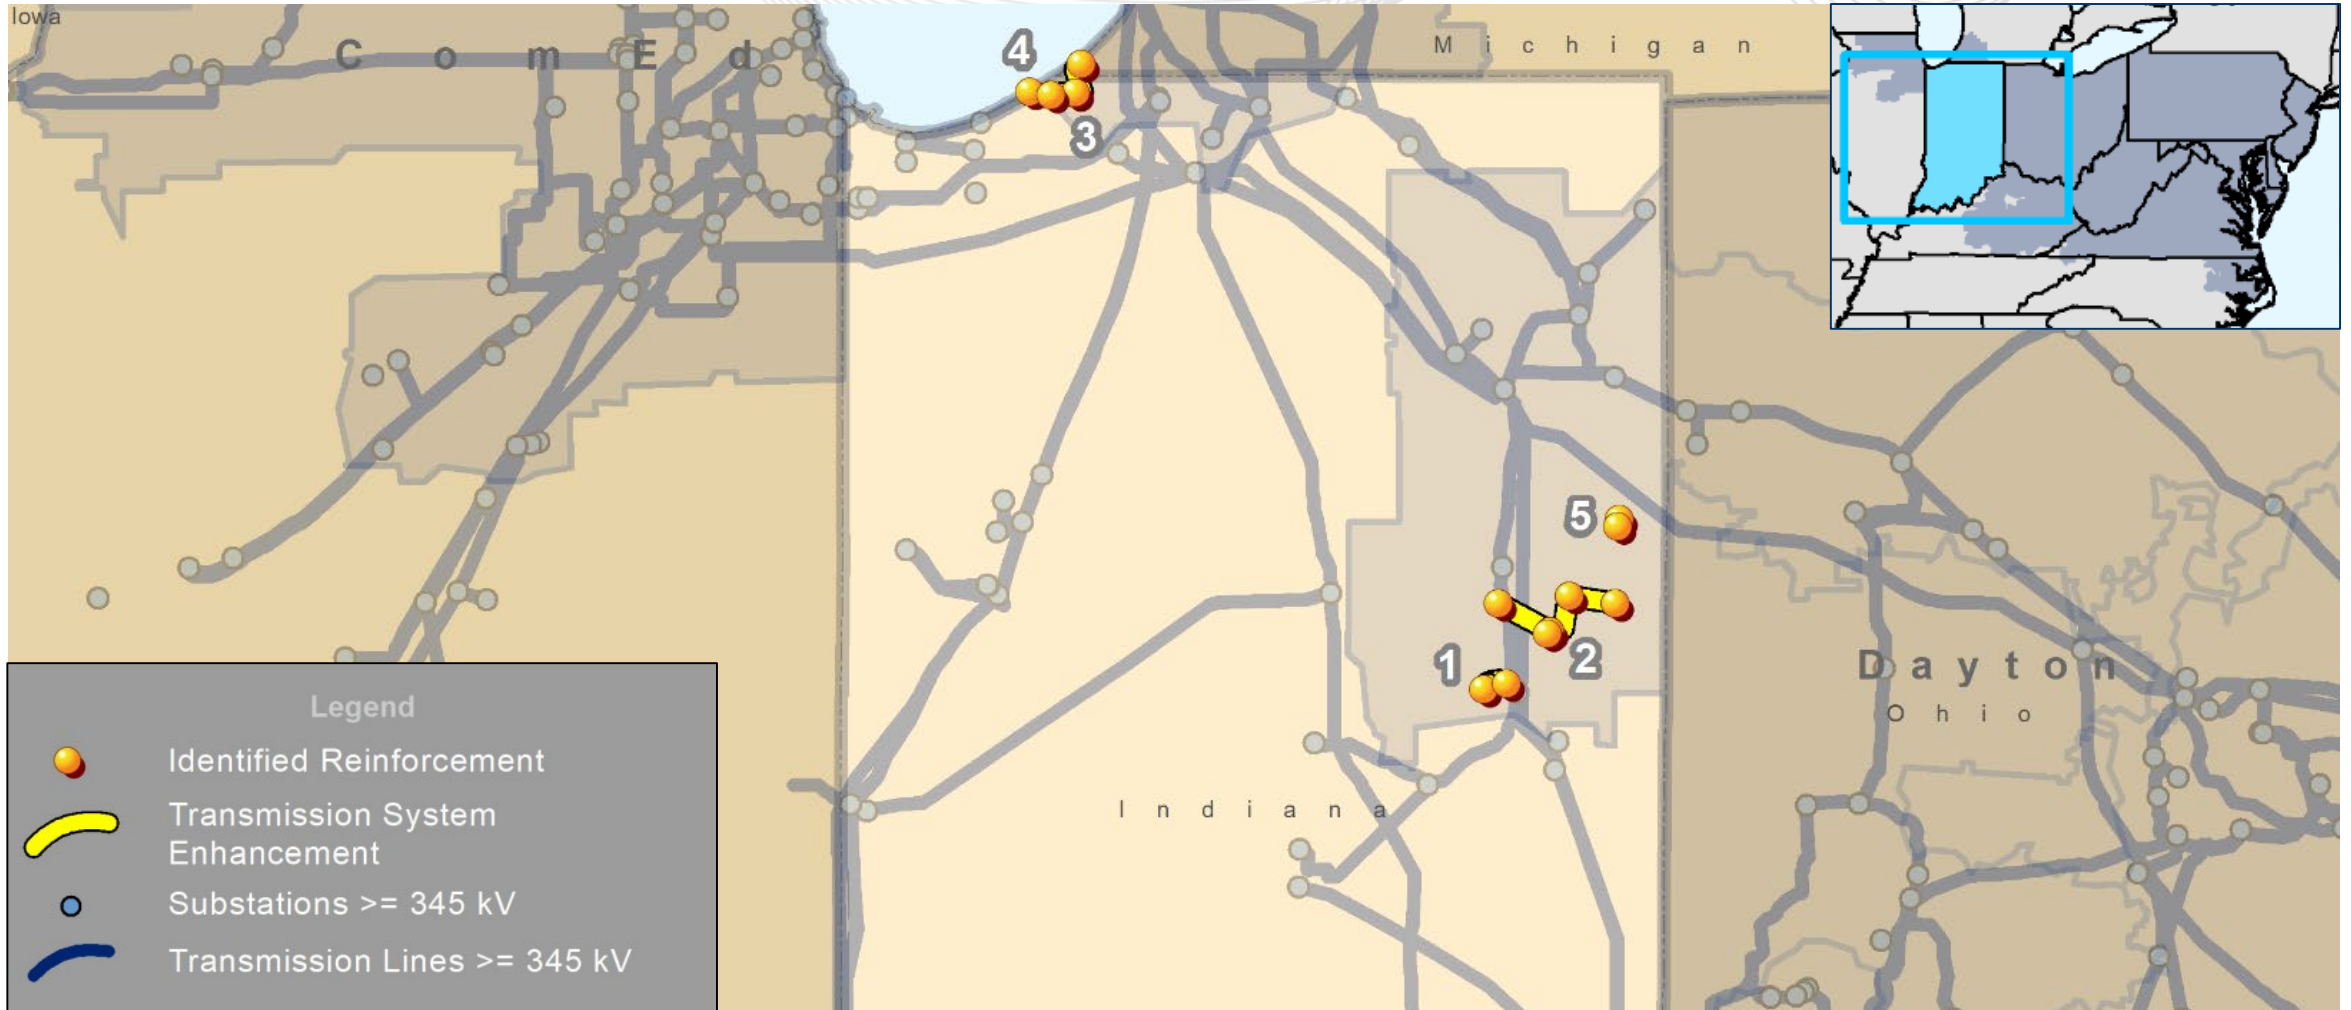 Iowa
C o m E d
M i c h i g a n
4
3
5
1
2
D a y t o n
O h i o
I n d i a n a
Legend
Identified Reinforcement
Transmission System
Enhancement
Substations >= 345 kV
Transmission Lines >= 345 kV